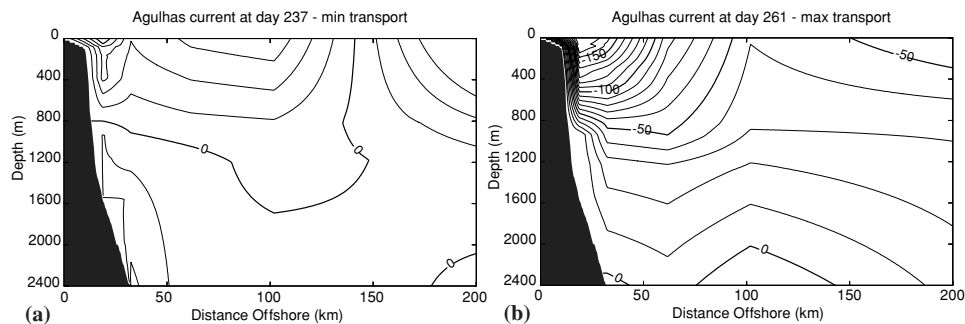 Agulhas current at day 237 - min transport
0
400
800
1200
1600
2000
2400
Depth (m)
0
0
0
0 50 100 150 200
Distance Offshore (km)
(a)
Agulhas current at day 261 - max transport
0
400
800
1200
1600
2000
2400
Depth (m)
-150
-100
-50
-50
0
0
0 50 100 150 200
Distance Offshore (km)
(b)